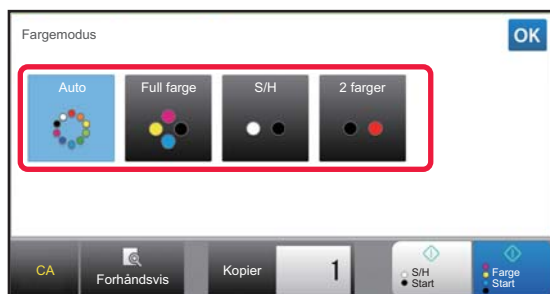 Fargemodus
OK
Auto
Full farge
S/H
2 farger
CA
Forhåndsvis
Kopier
1
S/H
Start
Farge
Start